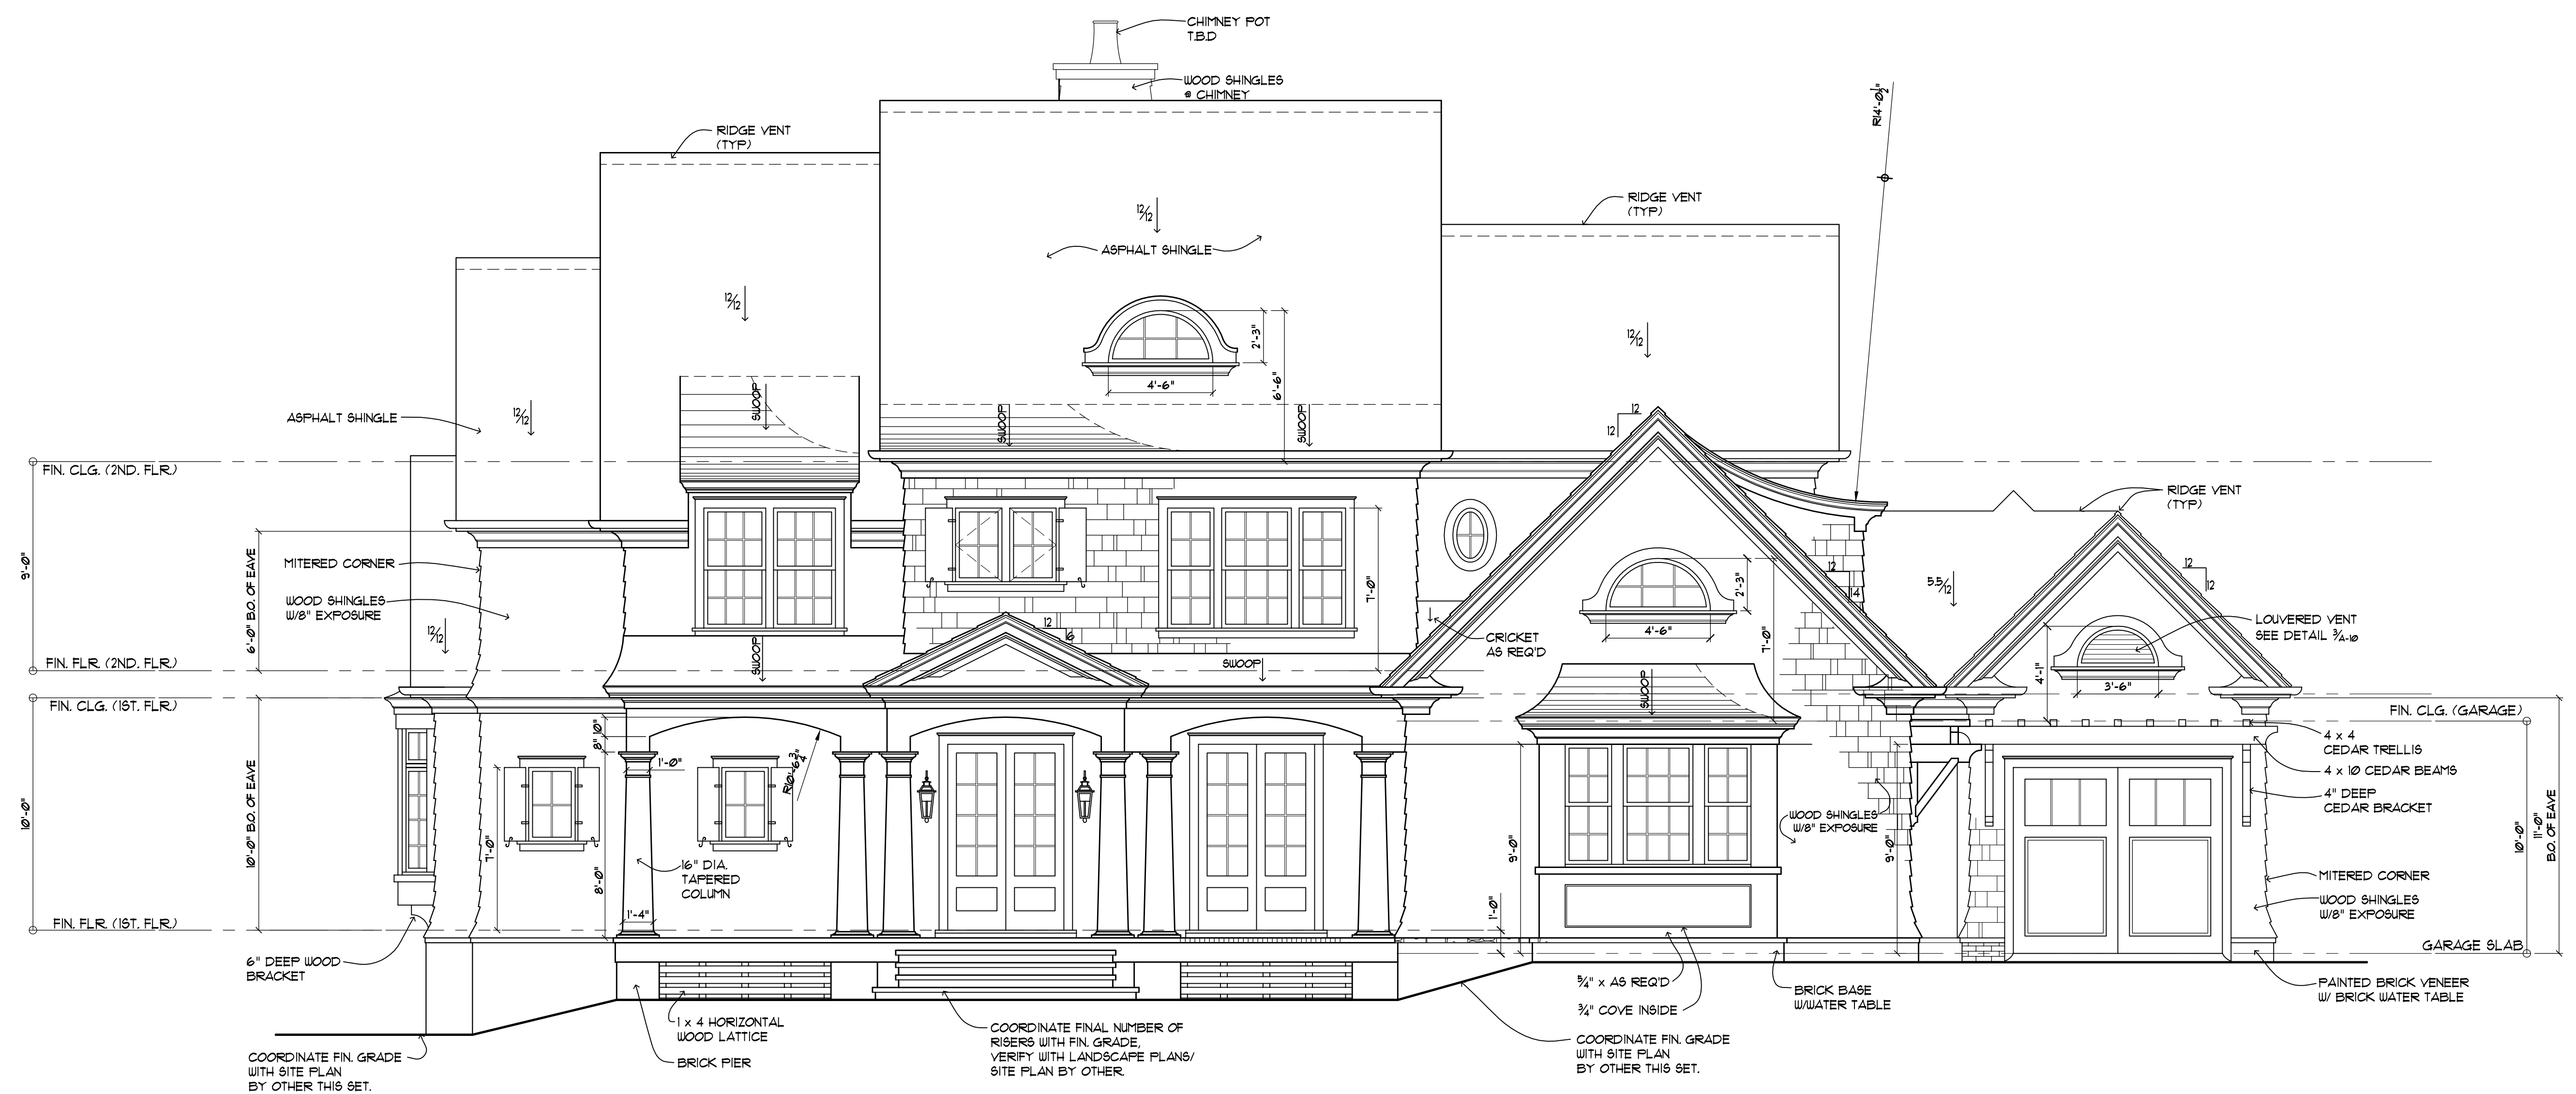 CHIMNEY POT
T.B.D
WOOD SHINGLES
@ CHIMNEY
RIDGE VENT
(TYP)
R14'-0½"
RIDGE VENT
(TYP)
12/12
ASPHALT SHINGLE
12/12
12/12
2'-3"
4'-6"
6'-6"
SWOOP
SWOOP
SWOOP
12
12
ASPHALT SHINGLE
12/12
FIN. CLG. (2ND. FLR.)
RIDGE VENT
(TYP)
9'-0"
6'-0" B.O. OF EAVE
MITERED CORNER
WOOD SHINGLES
W/8" EXPOSURE
12/12
7'-0"
12
14
5.5/12
12
12
2'-3"
4'-6"
7'-0"
LOUVERED VENT
SEE DETAIL 3/A-10
12
6
CRICKET
AS REQ'D
FIN. FLR. (2ND. FLR.)
SWOOP
SWOOP
SWOOP
4'-1"
3'-6"
FIN. CLG. (1ST. FLR.)
FIN. CLG. (GARAGE)
10"
8"
1'-0"
R10'-6¾"
4 x 4
CEDAR TRELLIS
4 x 10 CEDAR BEAMS
4" DEEP
CEDAR BRACKET
10'-0"
10'-0" B.O. OF EAVE
7'-0"
8'-0"
16" DIA.
TAPERED
COLUMN
1'-4"
9'-0"
WOOD SHINGLES
W/8" EXPOSURE
9'-0"
10'-0"
11'-0"
B.O. OF EAVE
MITERED CORNER
WOOD SHINGLES
W/8" EXPOSURE
1'-0"
FIN. FLR. (1ST. FLR.)
GARAGE SLAB
6" DEEP WOOD
BRACKET
5/4" x AS REQ'D
3/4" COVE INSIDE
BRICK BASE
W/WATER TABLE
PAINTED BRICK VENEER
W/ BRICK WATER TABLE
1 x 4 HORIZONTAL
WOOD LATTICE
BRICK PIER
COORDINATE FINAL NUMBER OF
RISERS WITH FIN. GRADE,
VERIFY WITH LANDSCAPE PLANS/
SITE PLAN BY OTHER.
COORDINATE FIN. GRADE
WITH SITE PLAN
BY OTHER THIS SET.
COORDINATE FIN. GRADE
WITH SITE PLAN
BY OTHER THIS SET.